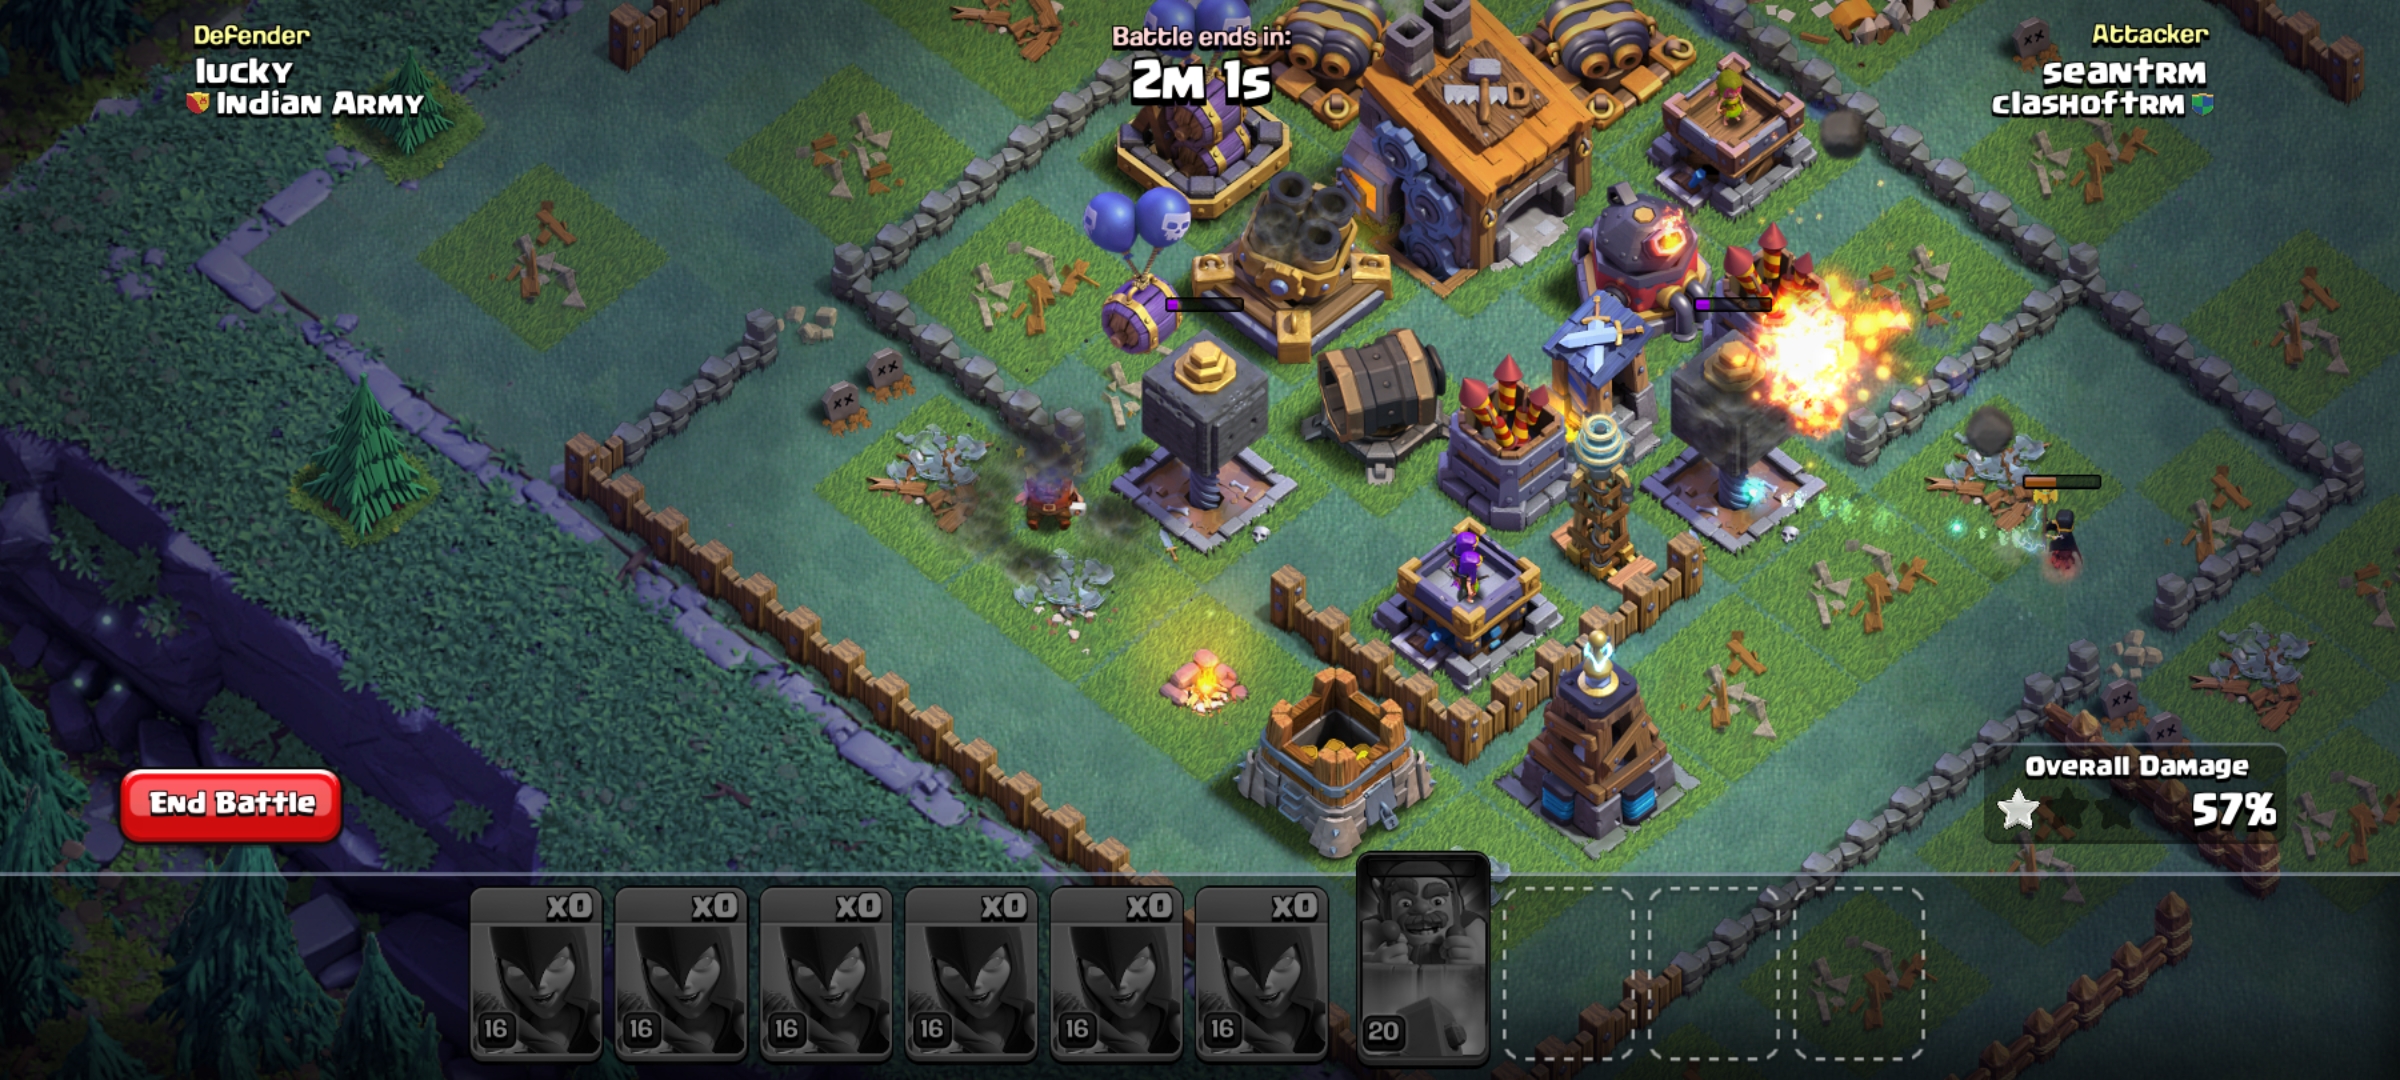 Defender
lucky
Indian Army
Battle ends in:
2M 1s
Attacker
seantrm
clashoftrm
End Battle
Overall Damage
57%
x0
x0
x0
x0
x0
x0
16
16
16
16
16
16
20